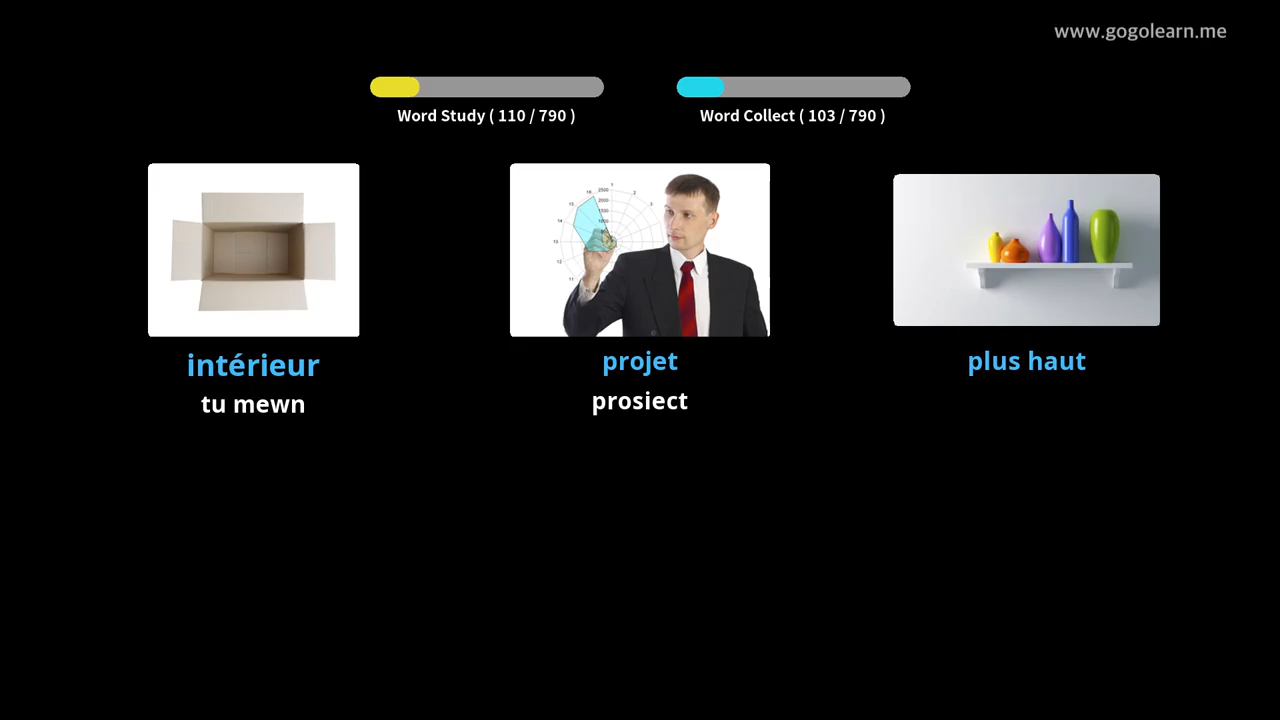 www.gogolearn.me
Word Study ( 110 / 790 )
Word Collect ( 103 / 790 )
intérieur
tu mewn
projet
prosiect
plus haut